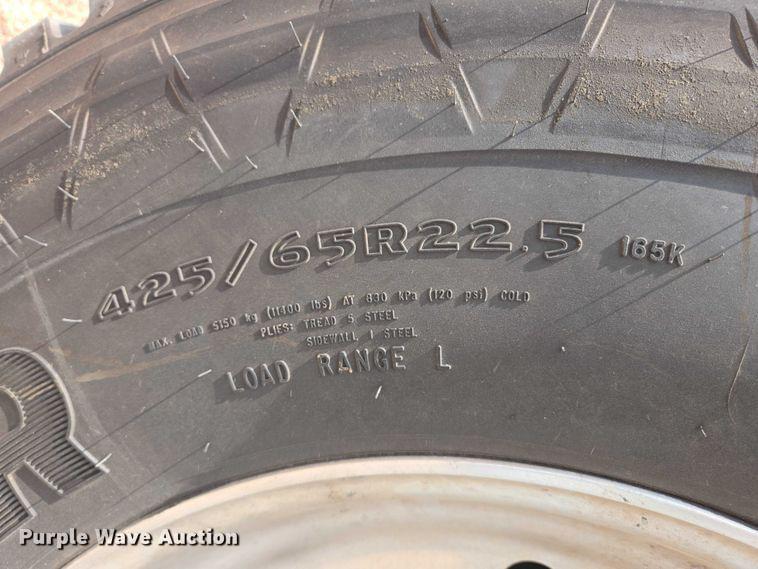 425/65R22.5 165K
MAX. LOAD 5150 kg (11400 lbs) AT 830 kPa (120 psi) COLD
PLIES: TREAD 5 STEEL
SIDEWALL 1 STEEL
LOAD RANGE L
R
Purple Wave Auction